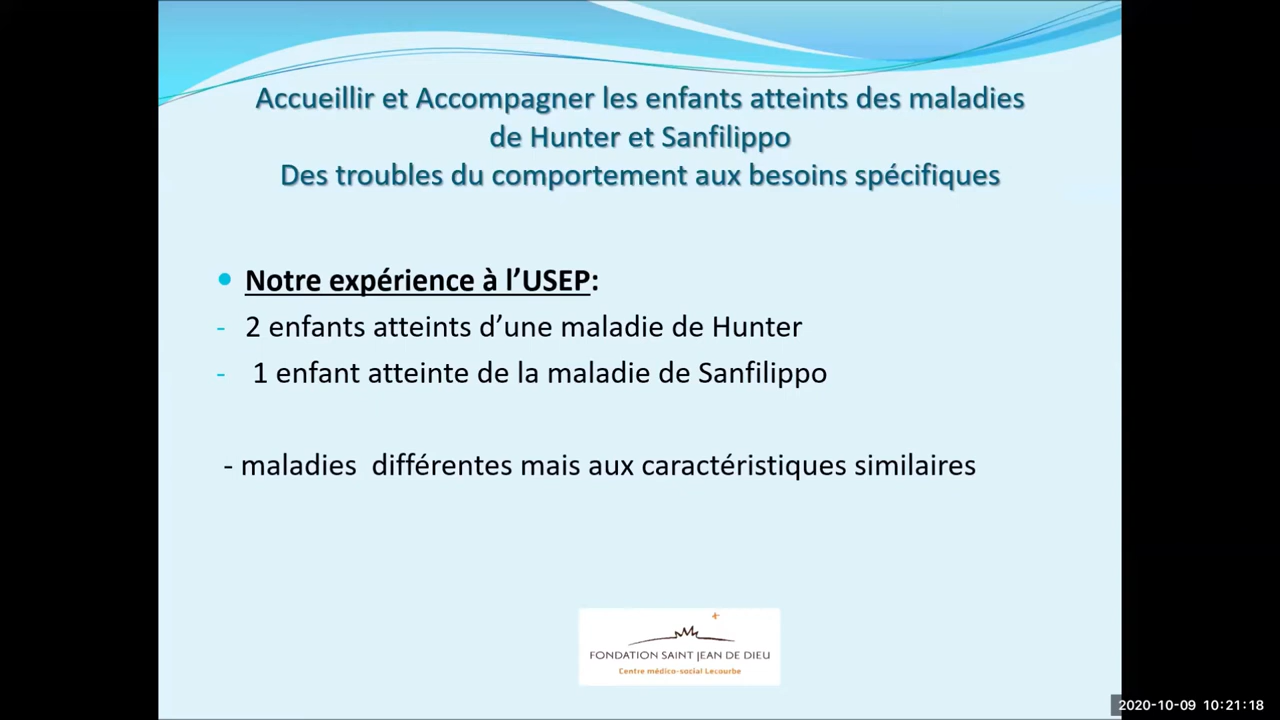 Accueillir et Accompagner les enfants atteints des maladies
de Hunter et Sanfilippo
Des troubles du comportement aux besoins spécifiques
• Notre expérience à l’USEP:
- 2 enfants atteints d’une maladie de Hunter
- 1 enfant atteinte de la maladie de Sanfilippo
- maladies différentes mais aux caractéristiques similaires
FONDATION SAINT JEAN DE DIEU
Centre médico-social Lecourbe
2020-10-09 10:21:18